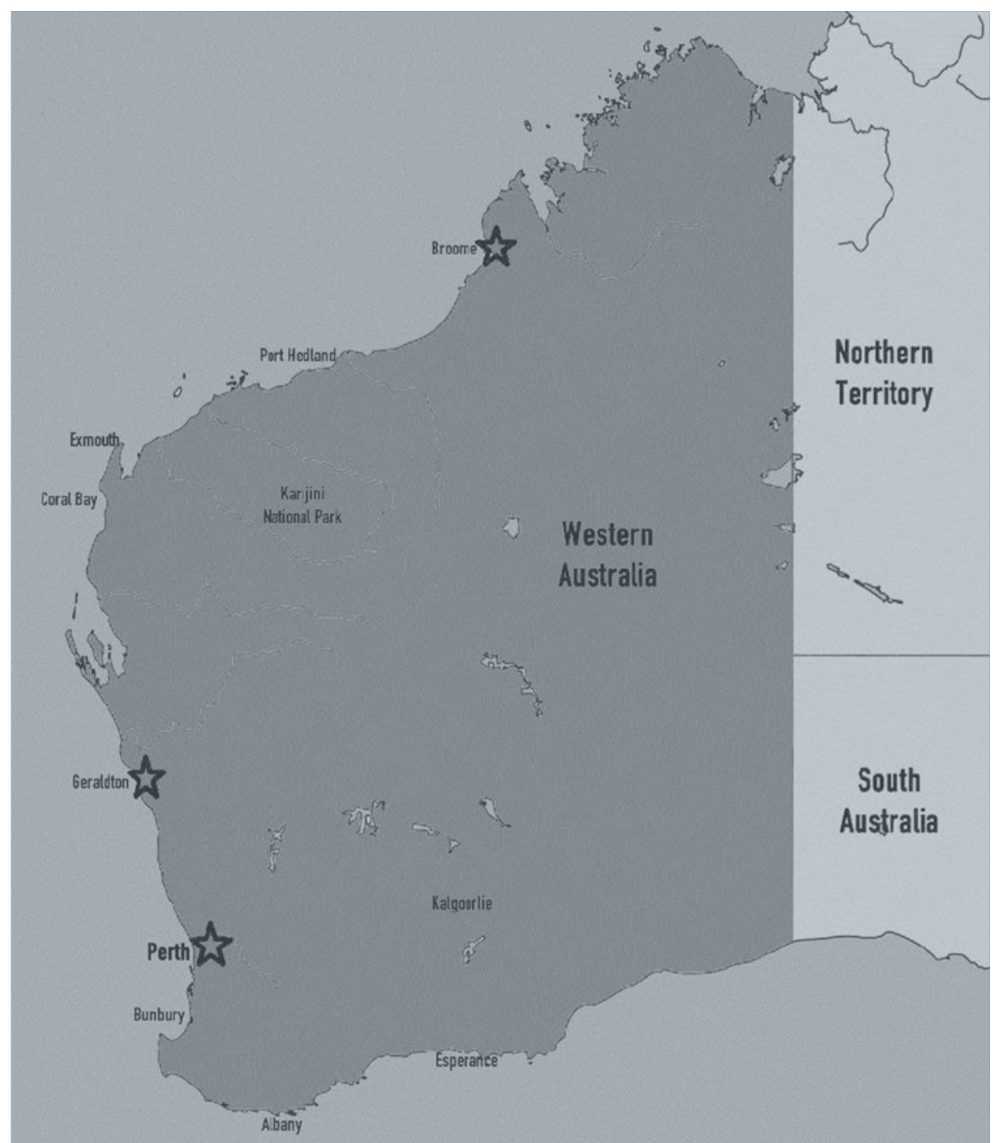 Broome
Port Hedland
Northern
Territory
Exmouth
Coral Bay
Karijini
National Park
Western
Australia
Geraldton
South
Australia
Kalgoorlie
Perth
Bunbury
Esperance
Albany